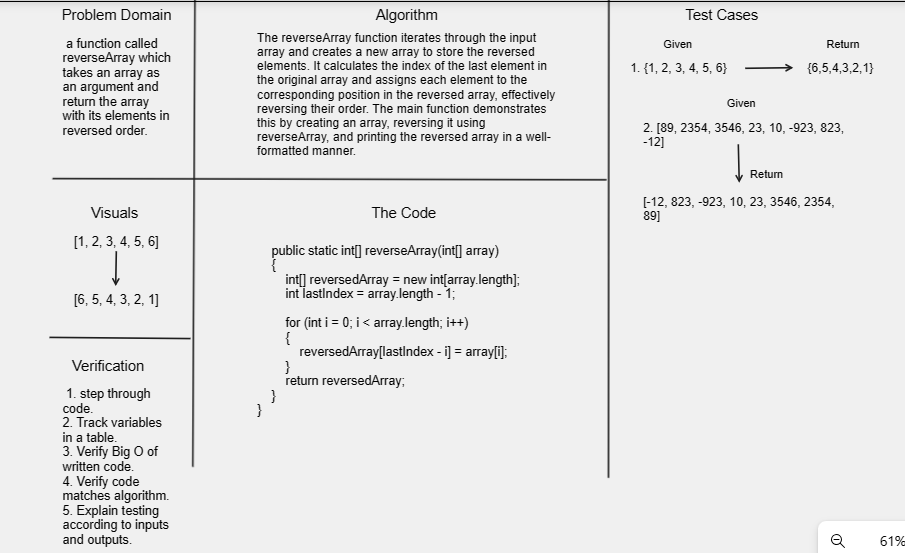 Problem Domain
a function called
reverseArray which
takes an array as
an argument and
return the array
with its elements in
reversed order.
Algorithm
The reverseArray function iterates through the input
array and creates a new array to store the reversed
elements. It calculates the index of the last element in
the original array and assigns each element to the
corresponding position in the reversed array, effectively
reversing their order. The main function demonstrates
this by creating an array, reversing it using
reverseArray, and printing the reversed array in a well-
formatted manner.
Test Cases
Given
Return
1. {1, 2, 3, 4, 5, 6}
{6,5,4,3,2,1}
Given
2. [89, 2354, 3546, 23, 10, -923, 823,
-12]
Return
[-12, 823, -923, 10, 23, 3546, 2354,
89]
Visuals
[1, 2, 3, 4, 5, 6]
[6, 5, 4, 3, 2, 1]
The Code
public static int[] reverseArray(int[] array)
{
int[] reversedArray = new int[array.length];
int lastIndex = array.length - 1;
for (int i = 0; i < array.length; i++)
{
reversedArray[lastIndex - i] = array[i];
}
return reversedArray;
}
}
Verification
1. step through
code.
2. Track variables
in a table.
3. Verify Big O of
written code.
4. Verify code
matches algorithm.
5. Explain testing
according to inputs
and outputs.
61%